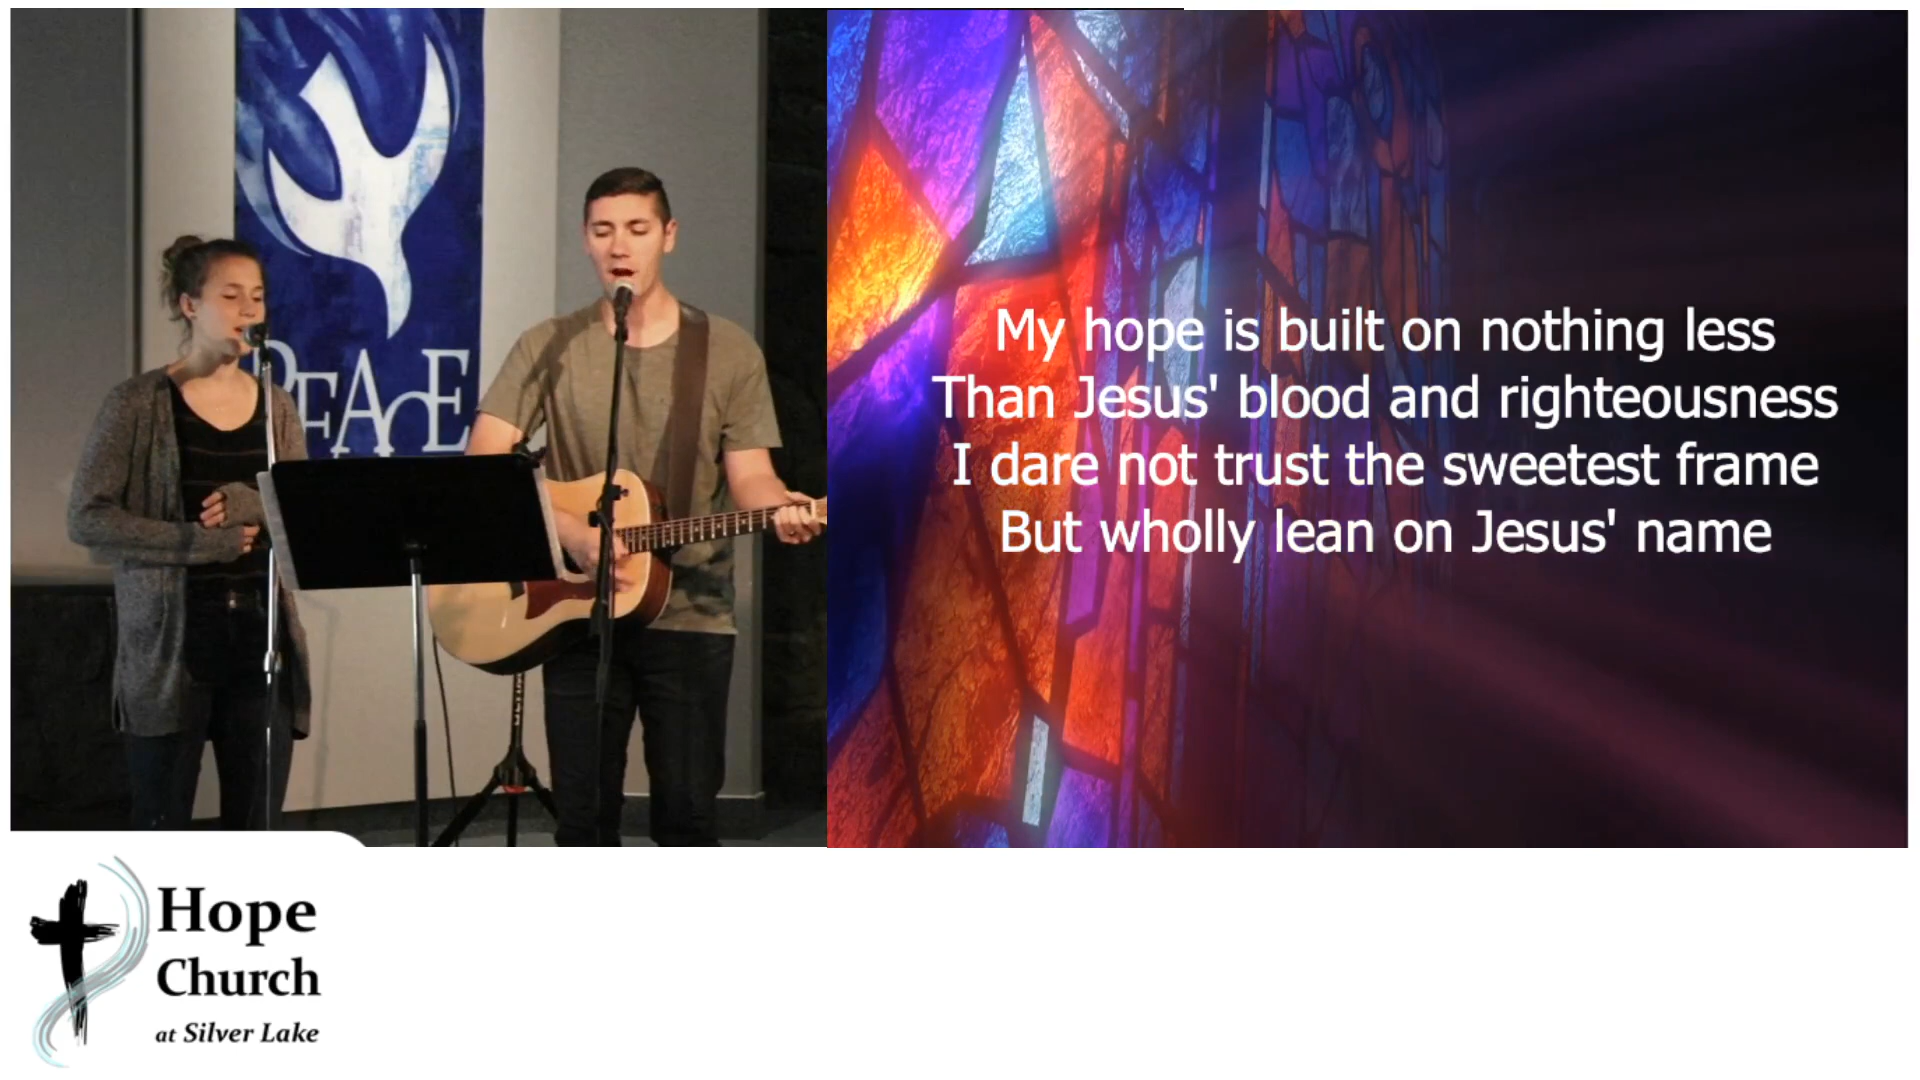 PEACE
My hope is built on nothing less
Than Jesus' blood and righteousness
I dare not trust the sweetest frame
But wholly lean on Jesus' name
Hope
Church
at Silver Lake